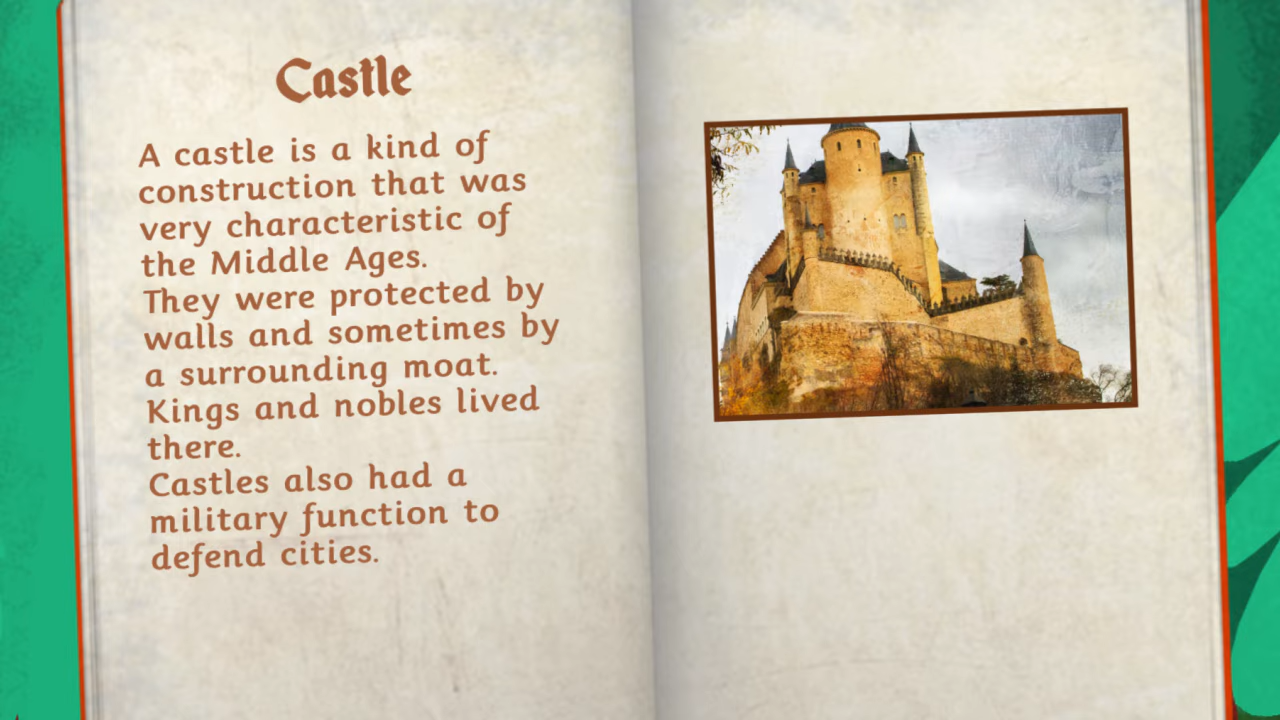 Castle
A castle is a kind of
construction that was
very characteristic of
the Middle Ages.
They were protected by
walls and sometimes by
a surrounding moat.
Kings and nobles lived
there.
Castles also had a
military function to
defend cities.